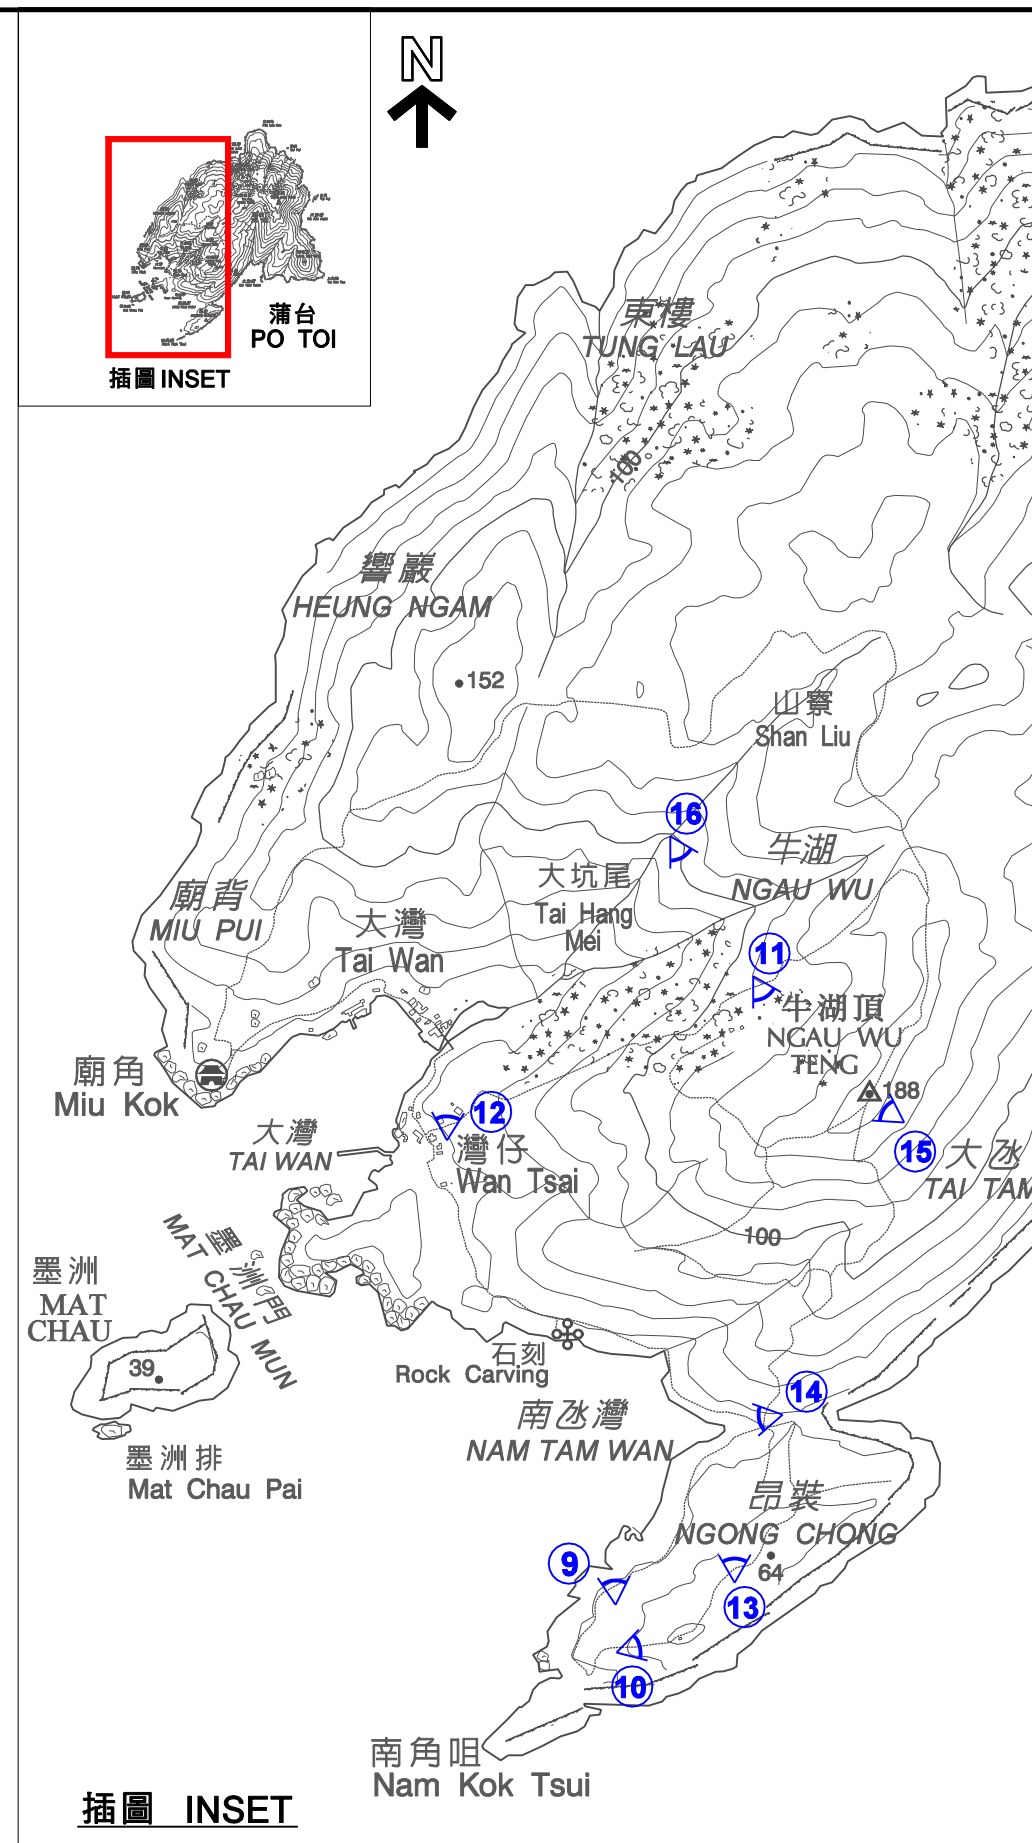 N
蒲台
PO TOI
插圖 INSET
東樓
TUNG LAU
100
響巖
HEUNG NGAM
152
山寮
Shan Liu
16
牛湖
NGAU WU
大坑尾
Tai Hang
Mei
廟背
MIU PUI
大灣
Tai Wan
11
牛湖頂
NGAU WU
TENG
188
廟角
Miu Kok
12
大灣
TAI WAN
灣仔
Wan Tsai
15
大氹
TAI TAM
100
墨洲門
MAT CHAU MUN
墨洲
MAT
CHAU
39
石刻
Rock Carving
14
南氹灣
NAM TAM WAN
墨洲排
Mat Chau Pai
昂裝
NGONG CHONG
9
64
13
10
南角咀
Nam Kok Tsui
插圖 INSET